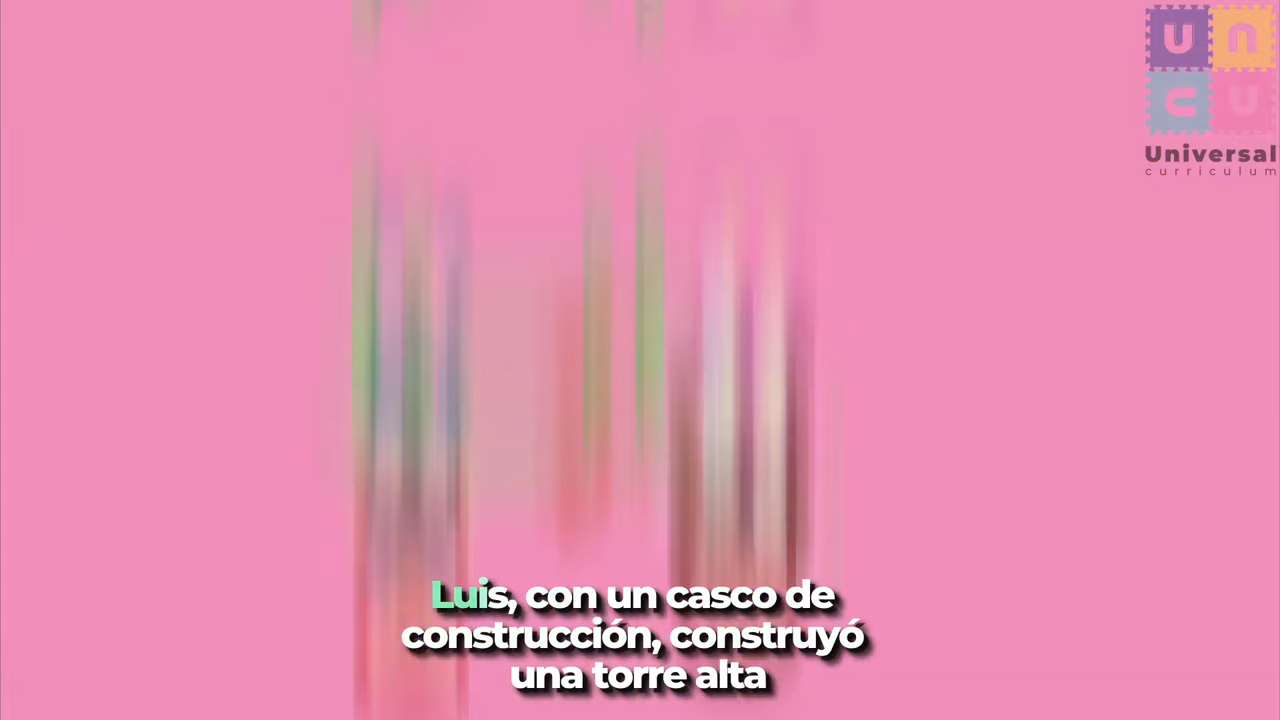 U n
c u
Universal
curriculum
Luis, con un casco de
construcción, construyó
una torre alta